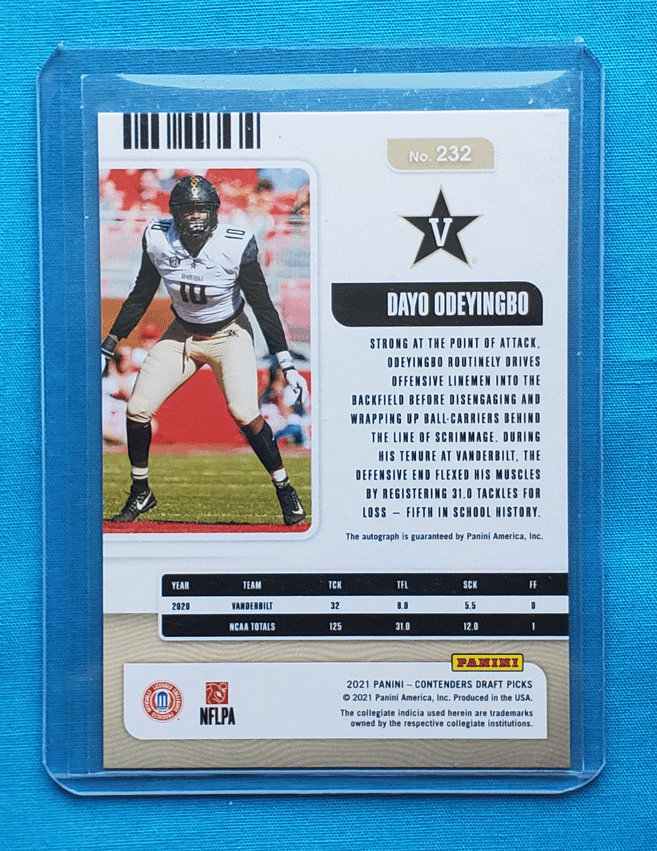 No. 232
V
DAYO ODEYINGBO
10
10
STRONG AT THE POINT OF ATTACK,
ODEYINGBO ROUTINELY DRIVES
OFFENSIVE LINEMEN INTO THE
BACKFIELD BEFORE DISENGAGING AND
WRAPPING UP BALL-CARRIERS BEHIND
THE LINE OF SCRIMMAGE. DURING
HIS TENURE AT VANDERBILT, THE
DEFENSIVE END FLEXED HIS MUSCLES
BY REGISTERING 31.0 TACKLES FOR
LOSS – FIFTH IN SCHOOL HISTORY.
The autograph is guaranteed by Panini America, Inc.
YEAR TEAM TCK TFL SCK FF
2020 VANDERBILT 32 8.0 5.5 0
NCAA TOTALS 125 31.0 12.0 1
PANINI
2021 PANINI – CONTENDERS DRAFT PICKS
© 2021 Panini America, Inc. Produced in the USA.
The collegiate indicia used herein are trademarks
owned by the respective collegiate institutions.
NFLPA